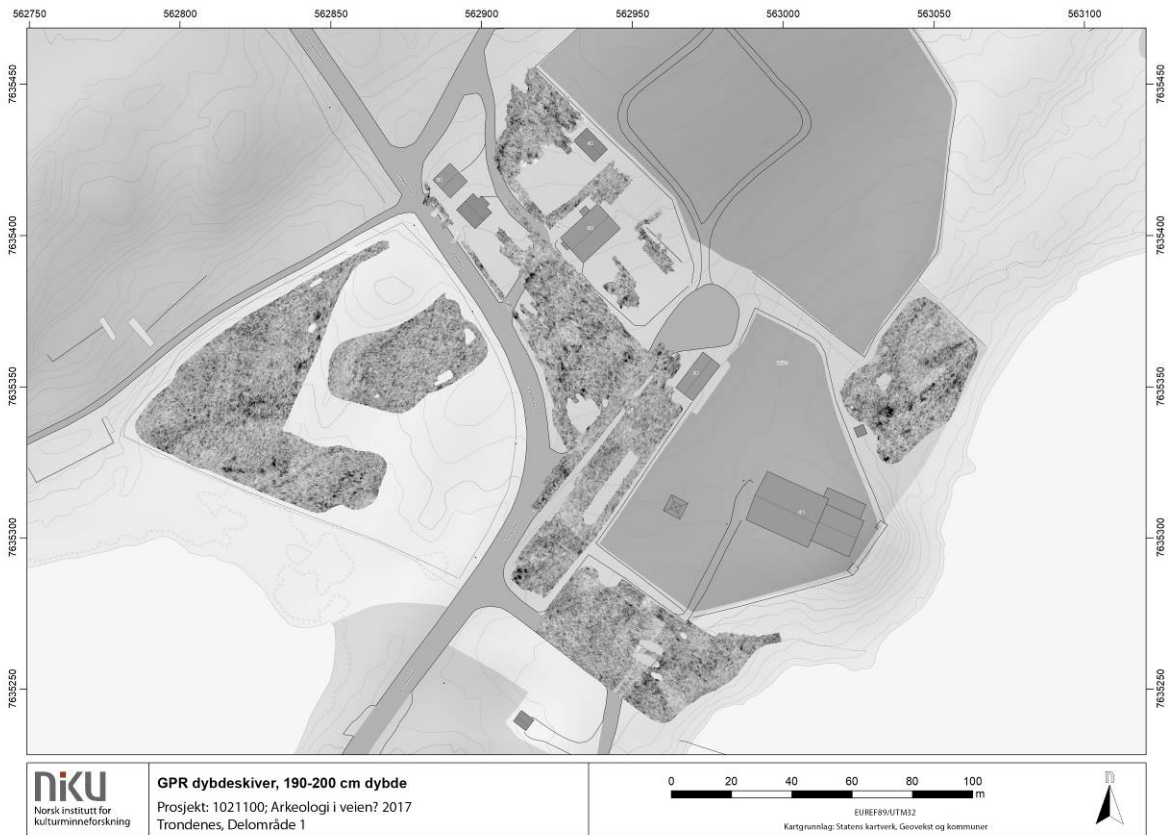 562750 562800 562850 562900 562950 563000 563050 563100
7635450 7635450
7635400 7635400
7635350 7635350
7635300 7635300
7635250 7635250
niku
Norsk institutt for
kulturminneforskning
GPR dybdeskiver, 190-200 cm dybde
Prosjekt: 1021100; Arkeologi i veien? 2017
Trondenes, Delområde 1
0 20 40 60 80 100
m
EUREF89/UTM32
Kartgrunnlag: Statens kartverk, Geovekst og kommuner
n